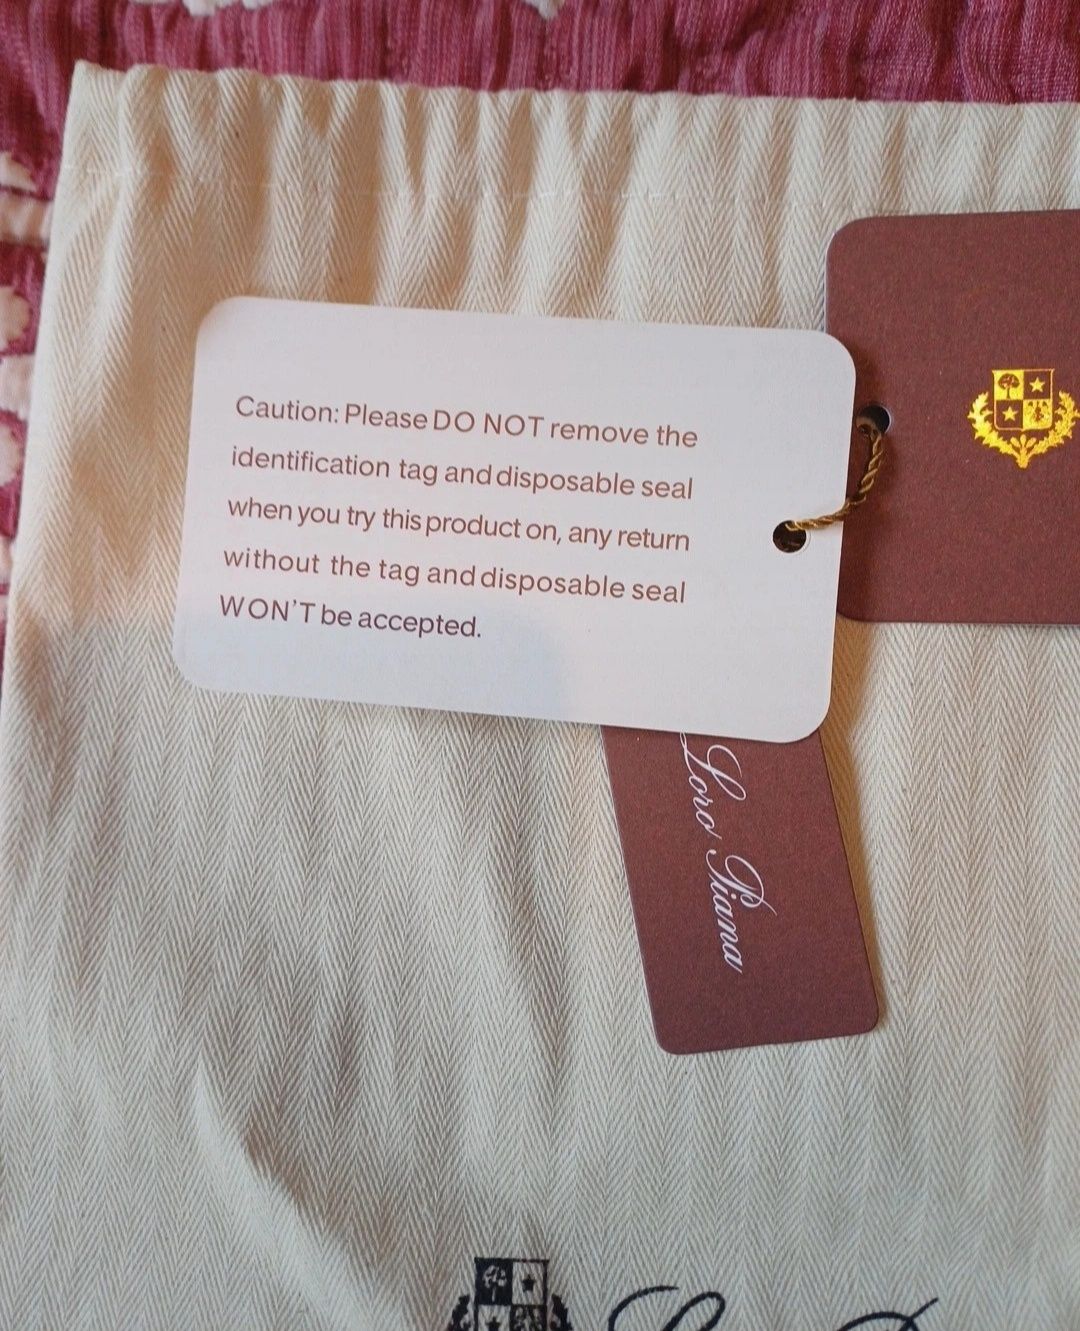 Caution: Please DO NOT remove the
identification tag and disposable seal
when you try this product on, any return
without the tag and disposable seal
WON'T be accepted.
Loro Piana